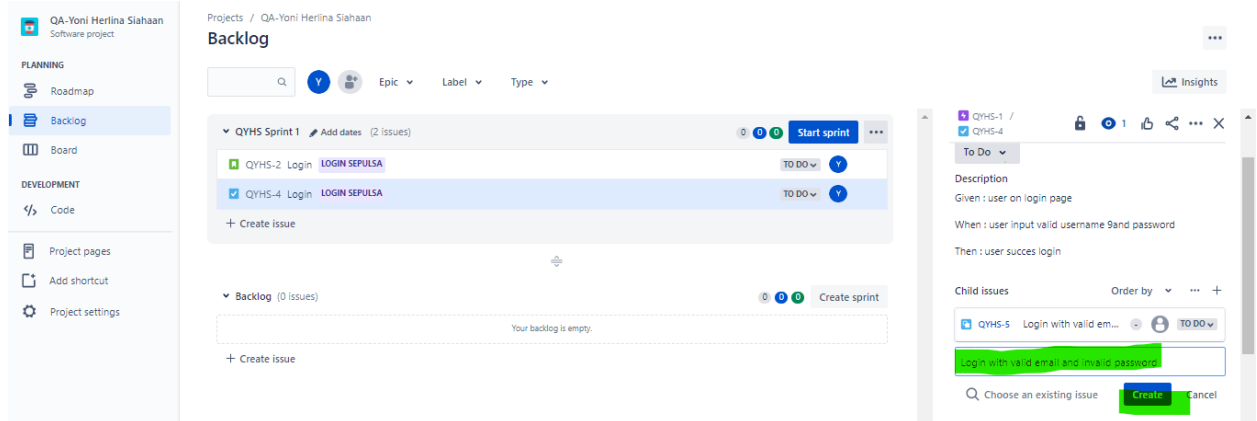 QA-Yoni Herlina Siahaan
Software project
PLANNING
Roadmap
Backlog
Board
DEVELOPMENT
Code
Project pages
Add shortcut
Project settings
Projects / QA-Yoni Herlina Siahaan
Backlog
Y Epic Label Type
Insights
QYHS Sprint 1 Add dates (2 issues) 0 0 0 Start sprint
QYHS-2 Login LOGIN SEPULSA TO DO Y
QYHS-4 Login LOGIN SEPULSA TO DO Y
+ Create issue
Backlog (0 issues) 0 0 0 Create sprint
Your backlog is empty.
+ Create issue
QYHS-1 /
QYHS-4
1
To Do
Description
Given : user on login page
When : user input valid username 9and password
Then : user succes login
Child issues Order by
QYHS-5 Login with valid em... - TO DO
Login with valid email and invalid password
Choose an existing issue Create Cancel